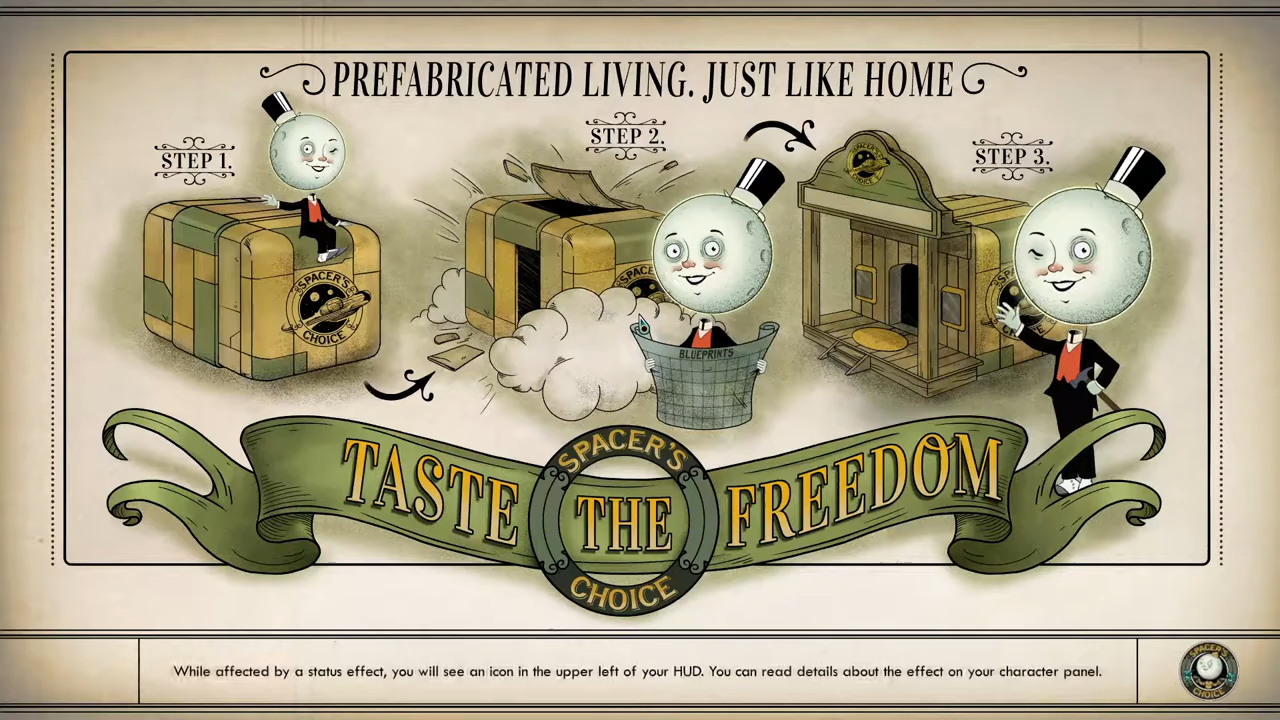 PREFABRICATED LIVING. JUST LIKE HOME
STEP 1.
STEP 2.
STEP 3.
SPACER'S
CHOICE
SPACER'S
CHOICE
BLUEPRINTS
SPACER'S
TASTE THE FREEDOM
CHOICE
While affected by a status effect, you will see an icon in the upper left of your HUD. You can read details about the effect on your character panel.
SPACER'S
CHOICE